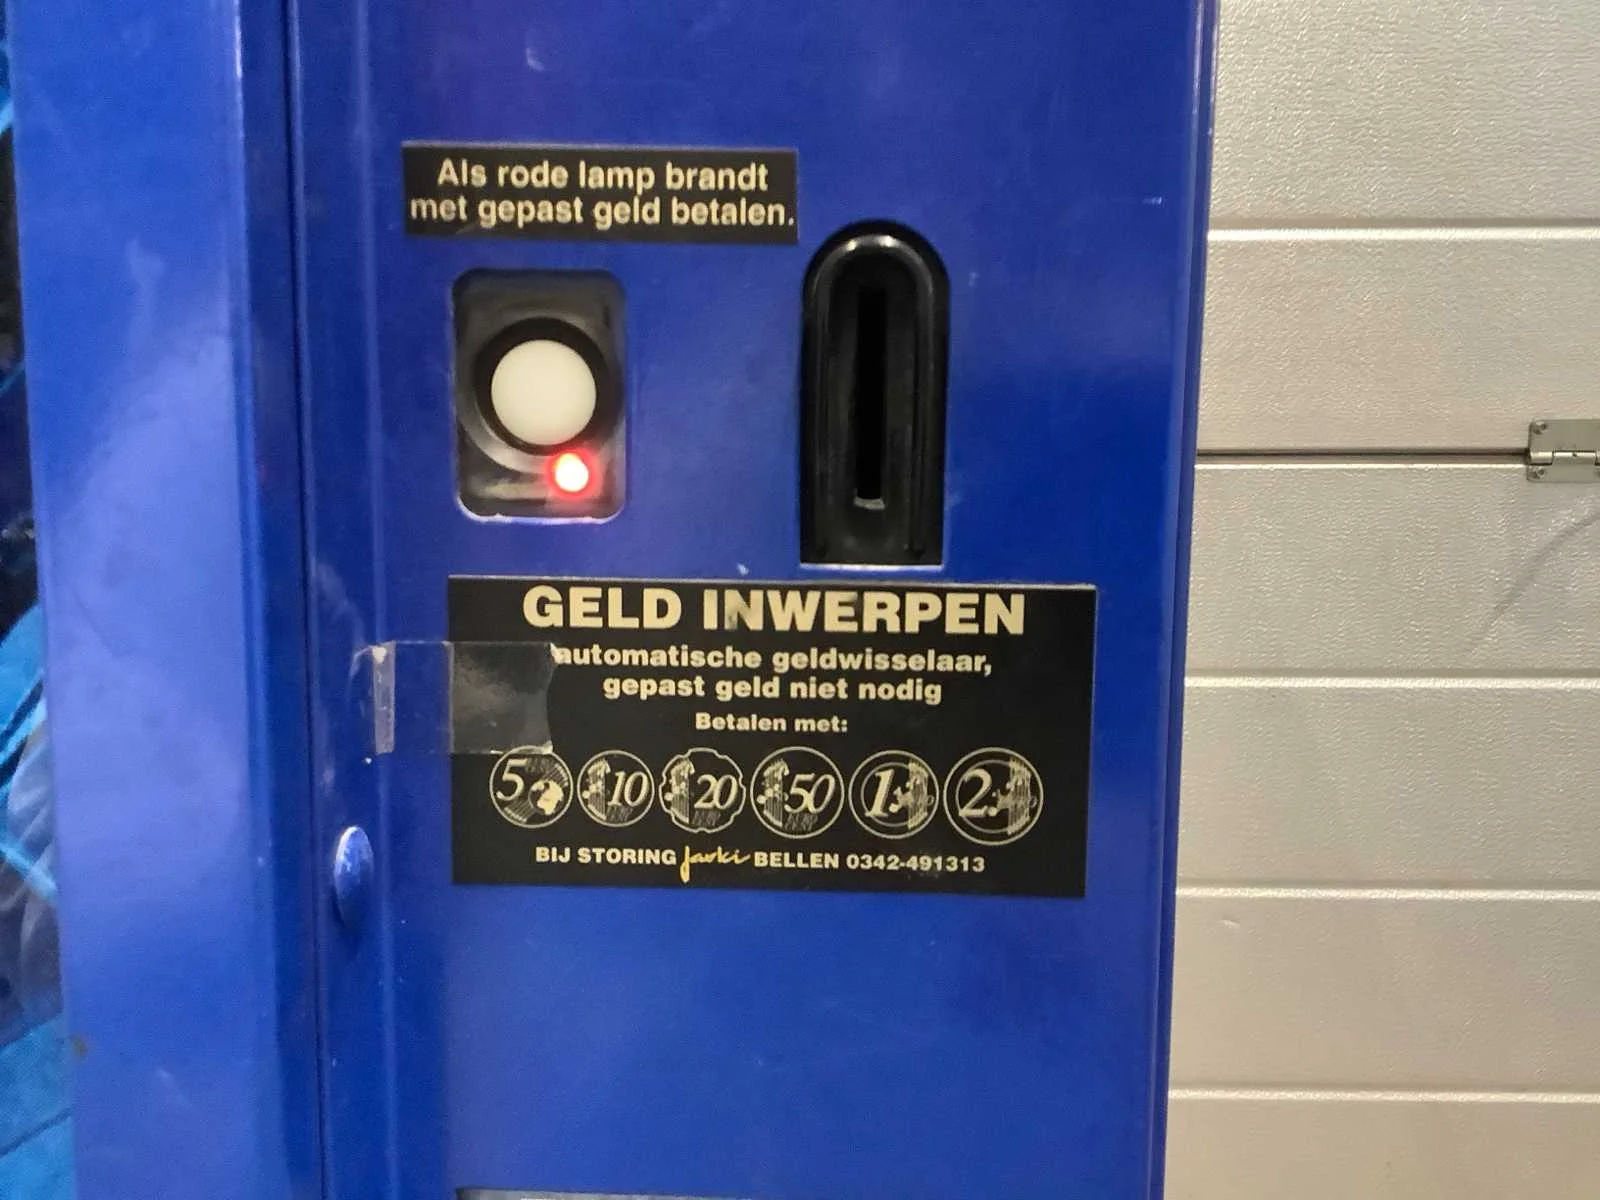 Als rode lamp brandt
met gepast geld betalen.
GELD INWERPEN
automatische geldwisselaar,
gepast geld niet nodig
Betalen met:
5 10 20 50 1 2
BIJ STORING Jaski BELLEN 0342-491313